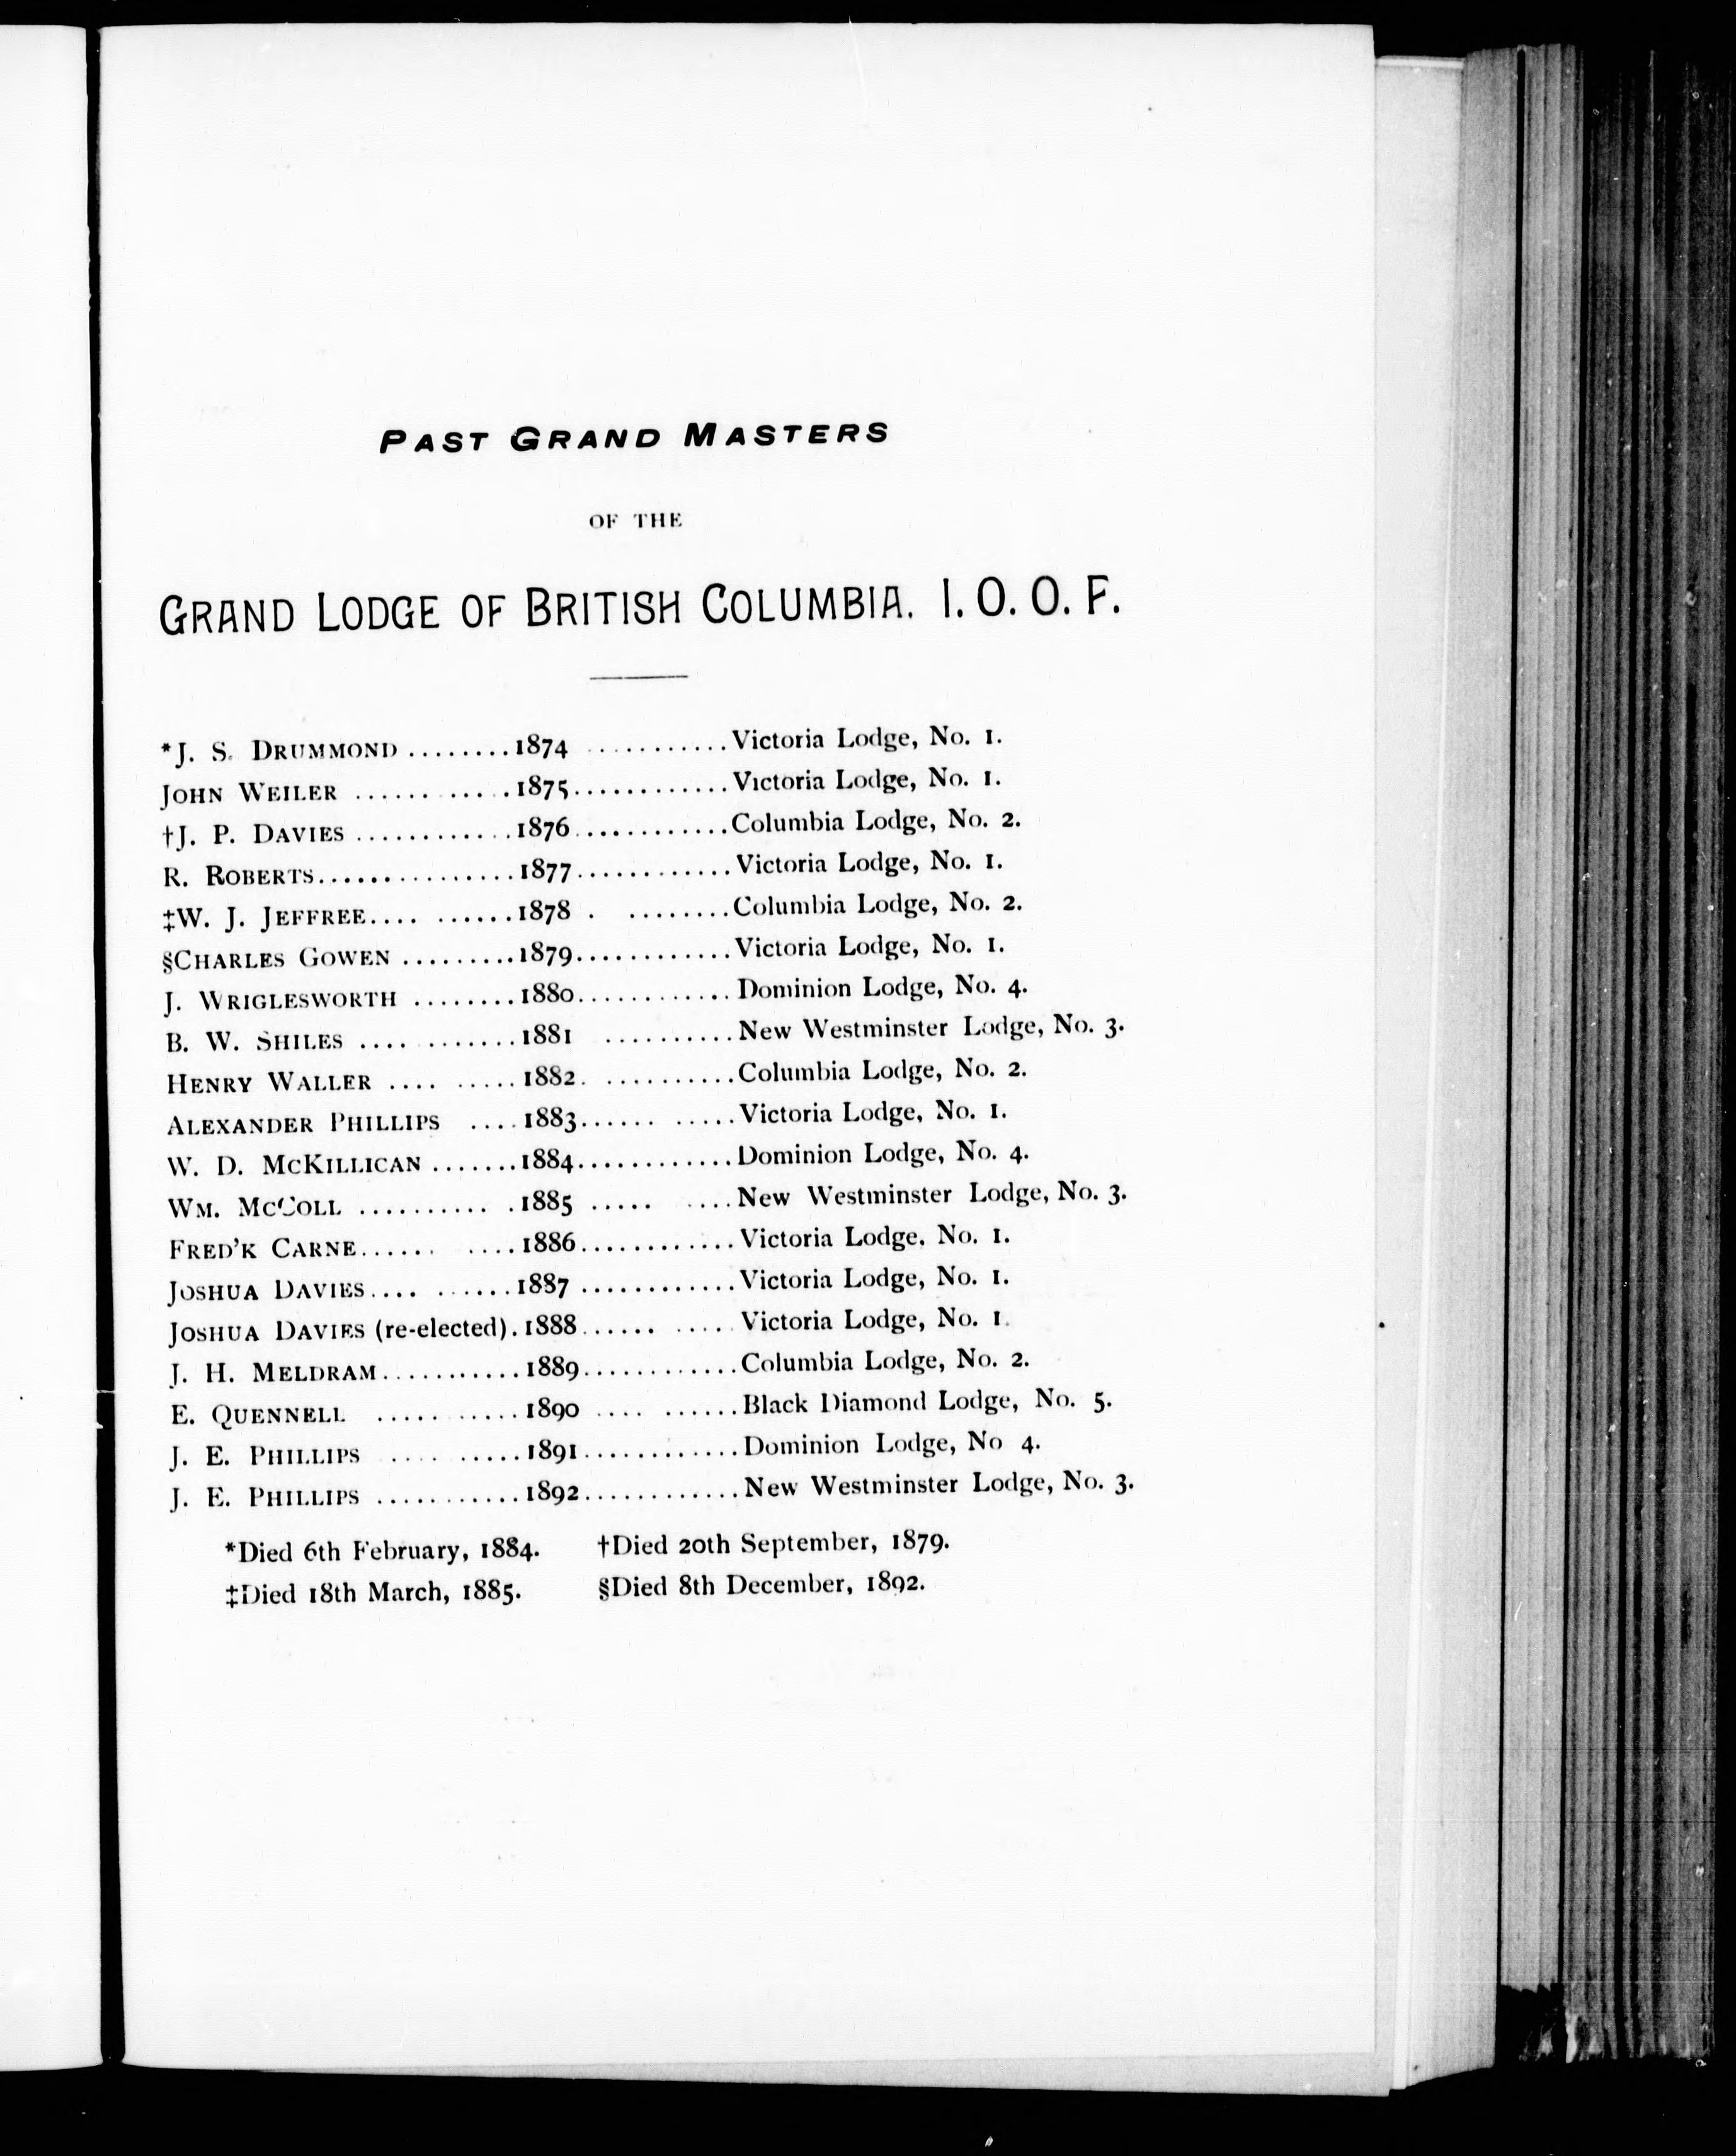 PAST GRAND MASTERS
OF THE
GRAND LODGE OF BRITISH COLUMBIA. I. O. O. F.
*J. S. DRUMMOND ........1874 ...........Victoria Lodge, No. 1.
JOHN WEILER ...........1875............Victoria Lodge, No. 1.
†J. P. DAVIES ............1876............Columbia Lodge, No. 2.
R. ROBERTS...............1877............Victoria Lodge, No. 1.
‡W. J. JEFFREE.... ......1878 . ........Columbia Lodge, No. 2.
§CHARLES GOWEN .........1879............Victoria Lodge, No. 1.
J. WRIGLESWORTH ........1880............Dominion Lodge, No. 4.
B. W. SHILES .... .......1881 ..........New Westminster Lodge, No. 3.
HENRY WALLER .... .....1882. ..........Columbia Lodge, No. 2.
ALEXANDER PHILLIPS ....1883...... .....Victoria Lodge, No. 1.
W. D. MCKILLICAN .......1884............Dominion Lodge, No. 4.
WM. MCCOLL .......... .1885 ..... ....New Westminster Lodge, No. 3.
FRED'K CARNE...... ....1886............Victoria Lodge, No. 1.
JOSHUA DAVIES.... ......1887 ............Victoria Lodge, No. 1.
JOSHUA DAVIES (re-elected).1888...... .....Victoria Lodge, No. 1.
J. H. MELDRAM...........1889............Columbia Lodge, No. 2.
E. QUENNELL ...........1890 .... ......Black Diamond Lodge, No. 5.
J. E. PHILLIPS .... .....1891............Dominion Lodge, No 4.
J. E. PHILLIPS ...........1892............New Westminster Lodge, No. 3.
*Died 6th February, 1884. †Died 20th September, 1879.
‡Died 18th March, 1885. §Died 8th December, 1892.